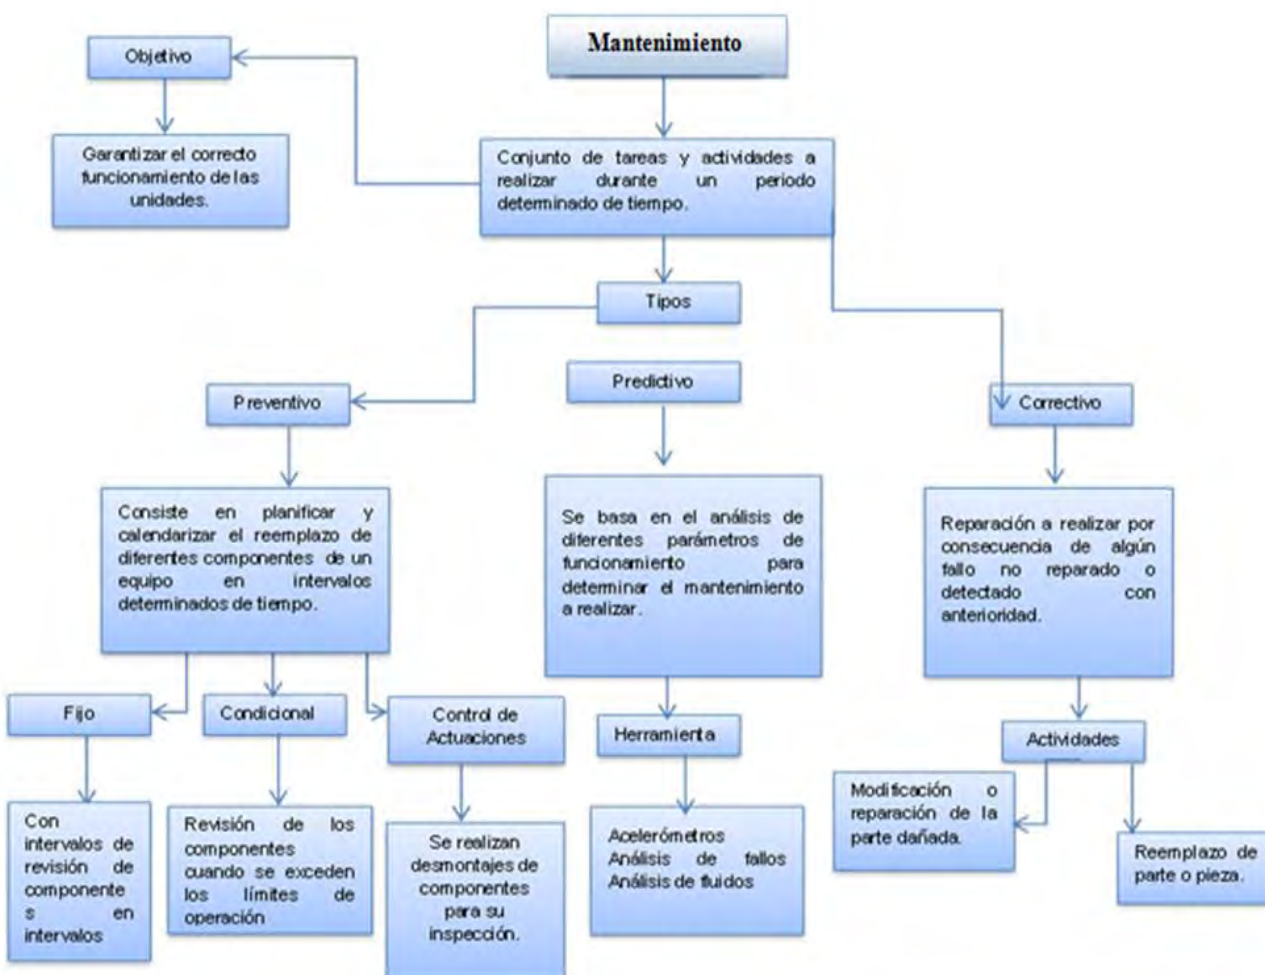 Mantenimiento
Objetivo
Garantizar el correcto
funcionamiento de las
unidades.
Conjunto de tareas y actividades a
realizar durante un periodo
determinado de tiempo.
Tipos
Preventivo
Predictivo
Correctivo
Consiste en planificar y
calendarizar el reemplazo de
diferentes componentes de un
equipo en intervalos
determinados de tiempo.
Se basa en el análisis de
diferentes parámetros de
funcionamiento para
determinar el mantenimiento
a realizar.
Reparación a realizar por
consecuencia de algún
fallo no reparado o
detectado con
anterioridad.
Fijo
Condicional
Control de
Actuaciones
Herramienta
Actividades
Con
intervalos de
revisión de
componente
s en
intervalos
Revisión de los
componentes
cuando se exceden
los límites de
operación
Se realizan
desmontajes de
componentes
para su
inspección.
Acelerómetros
Análisis de fallos
Análisis de fluidos
Modificación o
reparación de la
parte dañada.
Reemplazo de
parte o pieza.